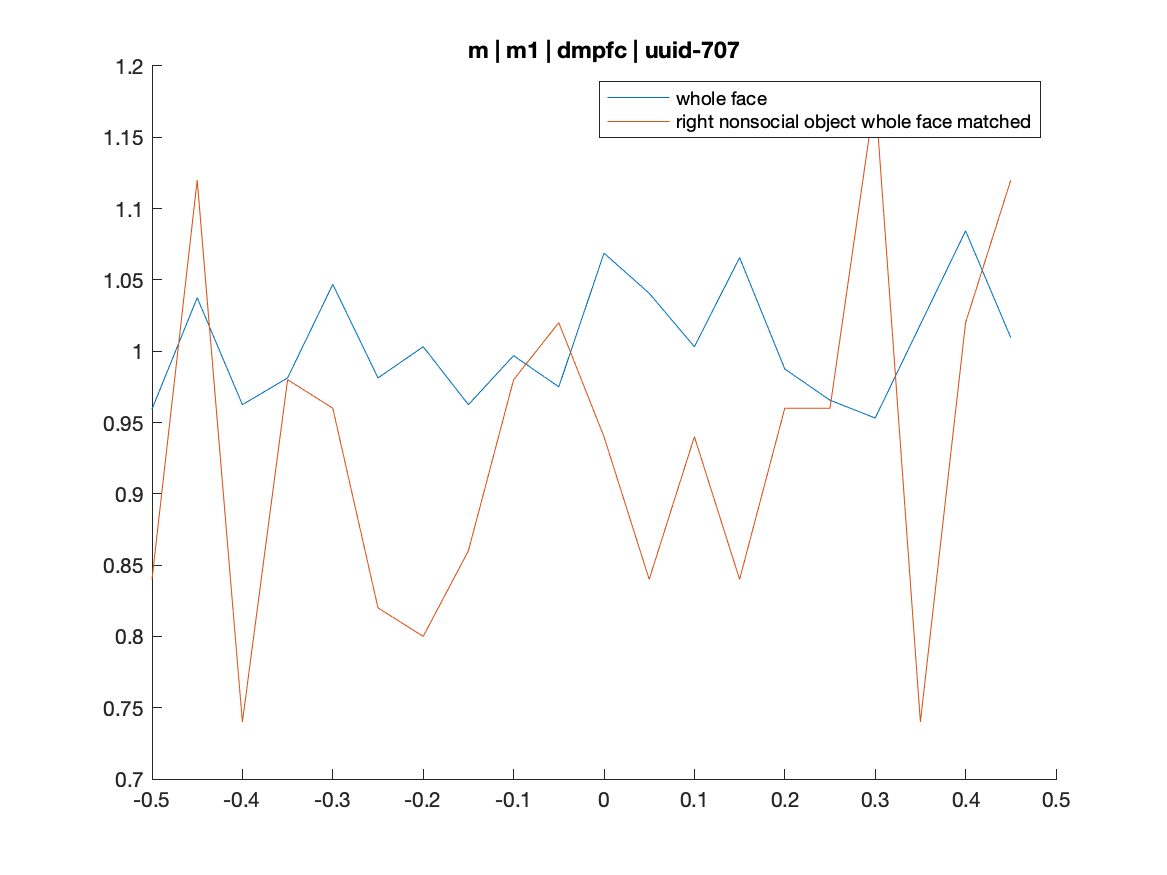 m | m1 | dmpfc | uuid-707
1.2
whole face
right nonsocial object whole face matched
1.15
1.1
1.05
1
0.95
0.9
0.85
0.8
0.75
0.7
-0.5 -0.4 -0.3 -0.2 -0.1 0 0.1 0.2 0.3 0.4 0.5